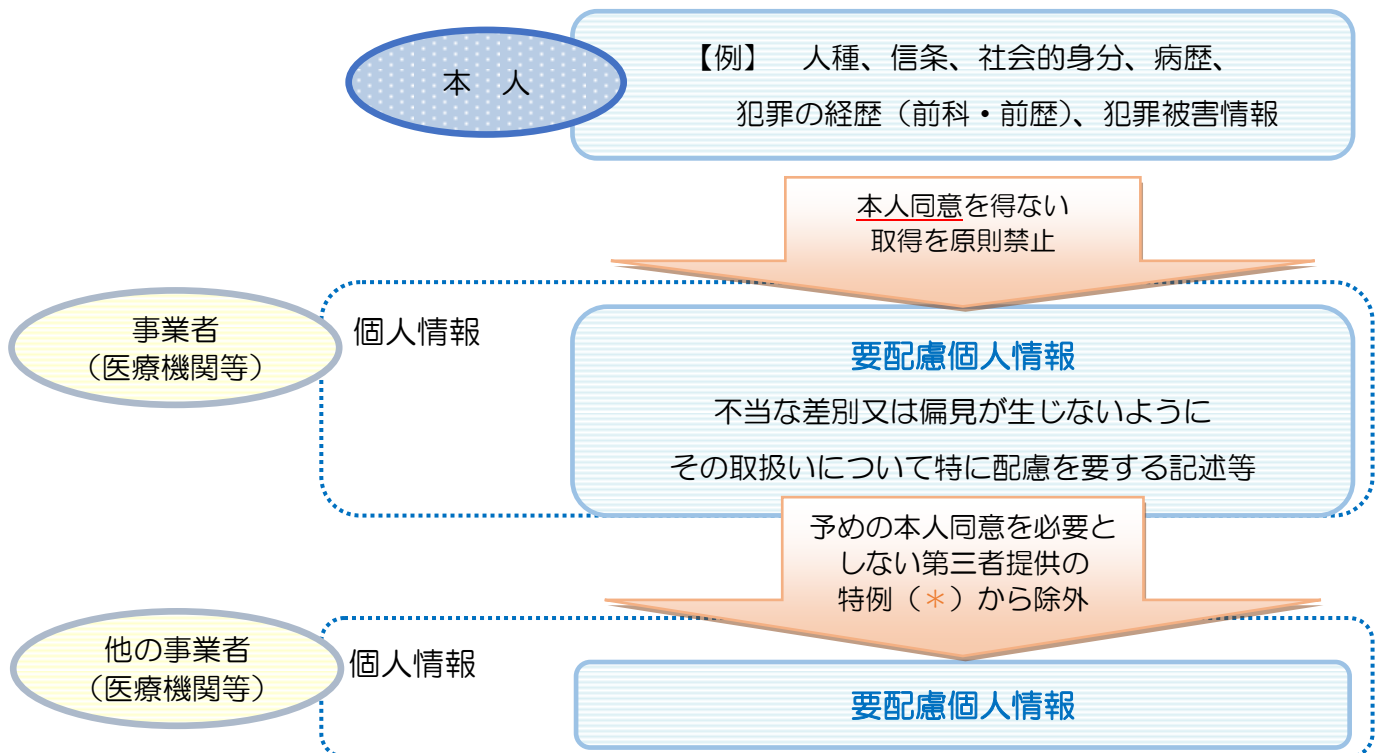 本 人
【例】 人種、信条、社会的身分、病歴、
犯罪の経歴（前科・前歴）、犯罪被害情報
本人同意を得ない
取得を原則禁止
事業者
（医療機関等）
個人情報
要配慮個人情報
不当な差別又は偏見が生じないように
その取扱いについて特に配慮を要する記述等
予めの本人同意を必要と
しない第三者提供の
特例（＊）から除外
他の事業者
（医療機関等）
個人情報
要配慮個人情報